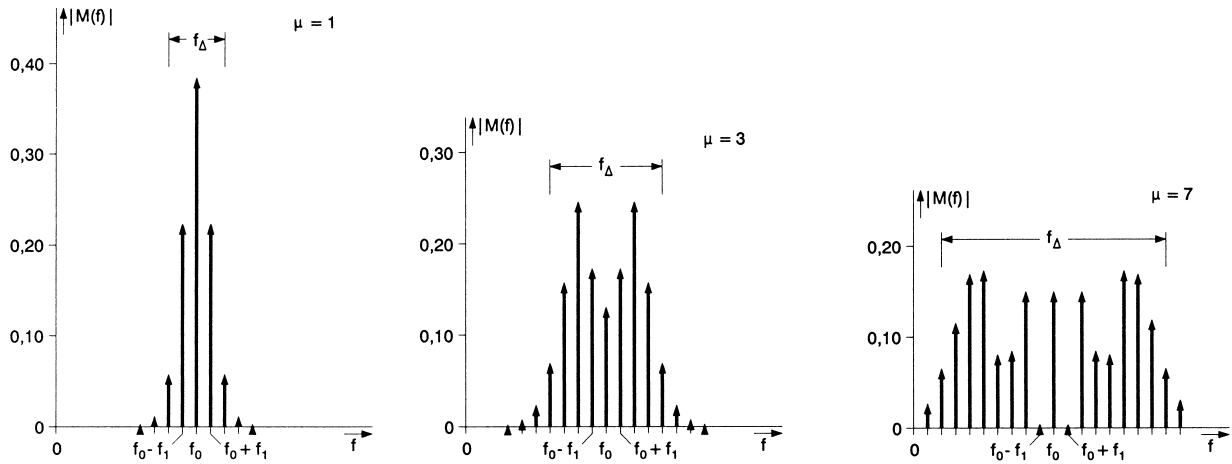 |M(f)|
μ = 1
f_Δ
0,40
0,30
0,20
0,10
0
0
f₀ - f₁
f₀
f₀ + f₁
f
|M(f)|
μ = 3
f_Δ
0,30
0,20
0,10
0
0
f₀ - f₁
f₀
f₀ + f₁
f
|M(f)|
μ = 7
f_Δ
0,20
0,10
0
0
f₀ - f₁
f₀
f₀ + f₁
f